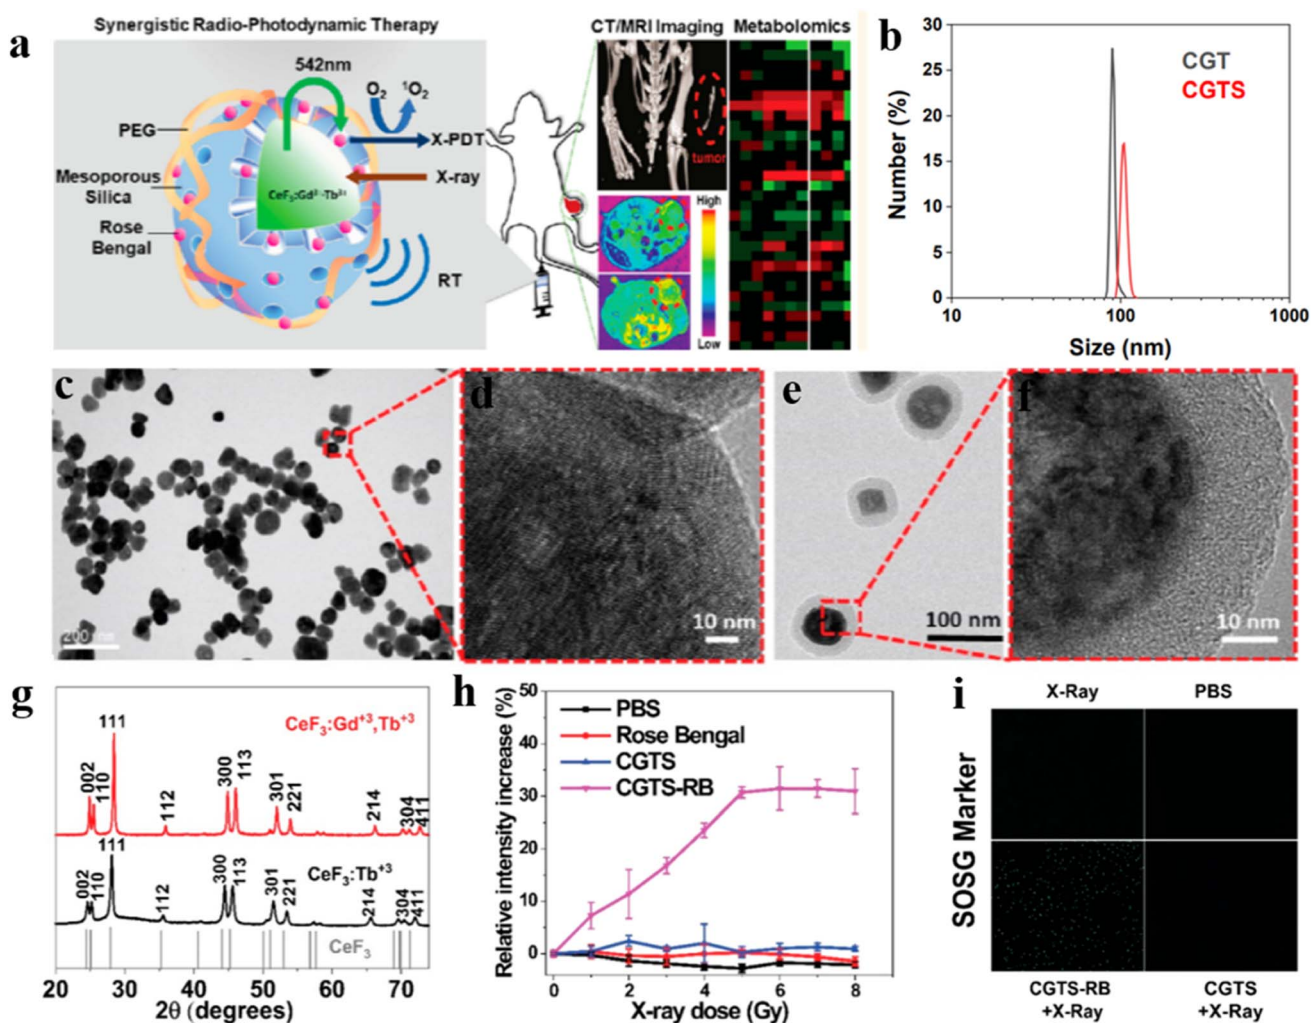 a
Synergistic Radio-Photodynamic Therapy
CT/MRI Imaging
Metabolomics
542nm
O₂
¹O₂
PEG
X-PDT
Mesoporous
Silica
X-ray
Rose
Bengal
RT
tumor
High
Low
b
Number (%)
30
25
20
15
10
5
0
CGT
CGTS
10
100
1000
Size (nm)
c
200 nm
d
10 nm
e
100 nm
f
10 nm
g
CeF₃:Gd⁺³,Tb⁺³
002
110
111
112
300
113
301
221
214
304
411
CeF₃:Tb⁺³
002
110
111
112
300
113
301
221
214
304
411
CeF₃
20 30 40 50 60 70
2θ (degrees)
h
Relative intensity increase (%)
50
40
30
20
10
0
PBS
Rose Bengal
CGTS
CGTS-RB
0 2 4 6 8
X-ray dose (Gy)
i
SOSG Marker
X-Ray
PBS
CGTS-RB
+X-Ray
CGTS
+X-Ray